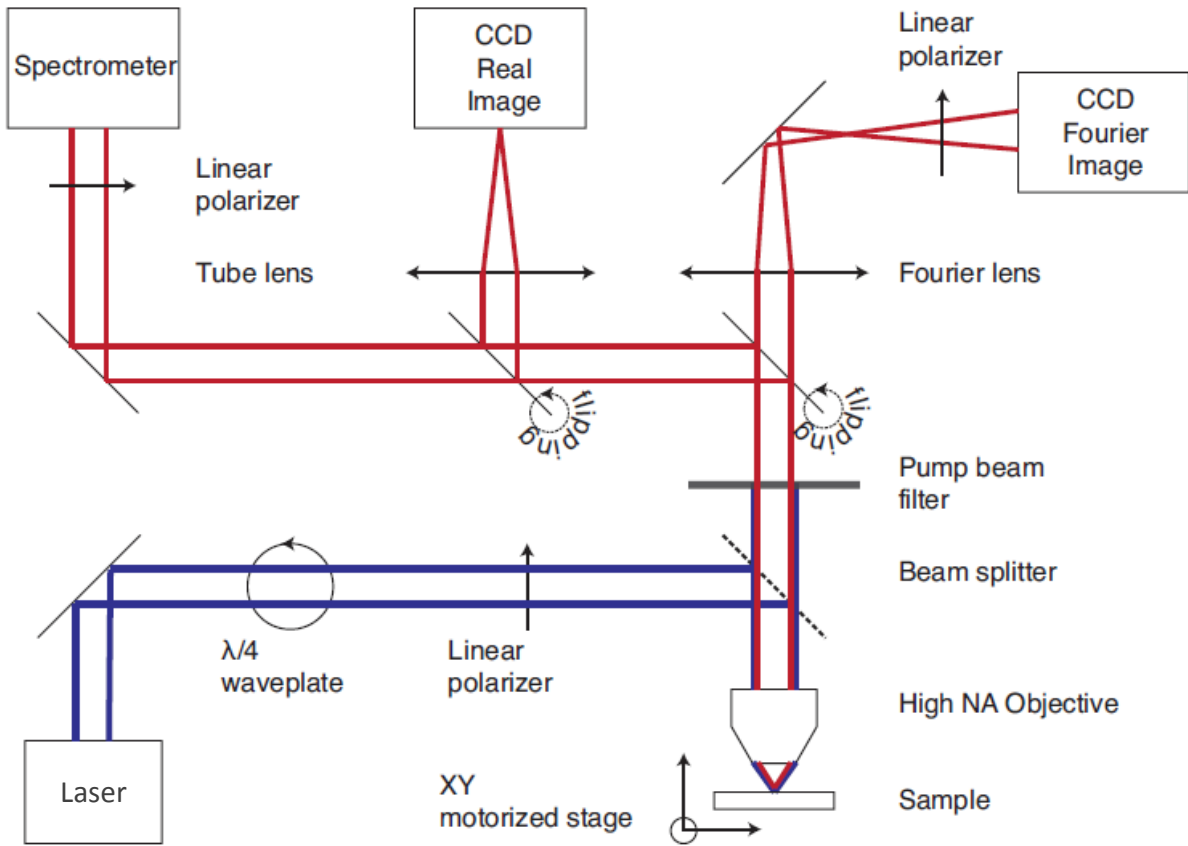 Spectrometer
CCD
Real
Image
Linear
polarizer
CCD
Fourier
Image
Linear
polarizer
Tube lens
Fourier lens
flipping
flipping
Pump beam
filter
Beam splitter
λ/4
waveplate
Linear
polarizer
High NA Objective
Laser
XY
motorized stage
Sample